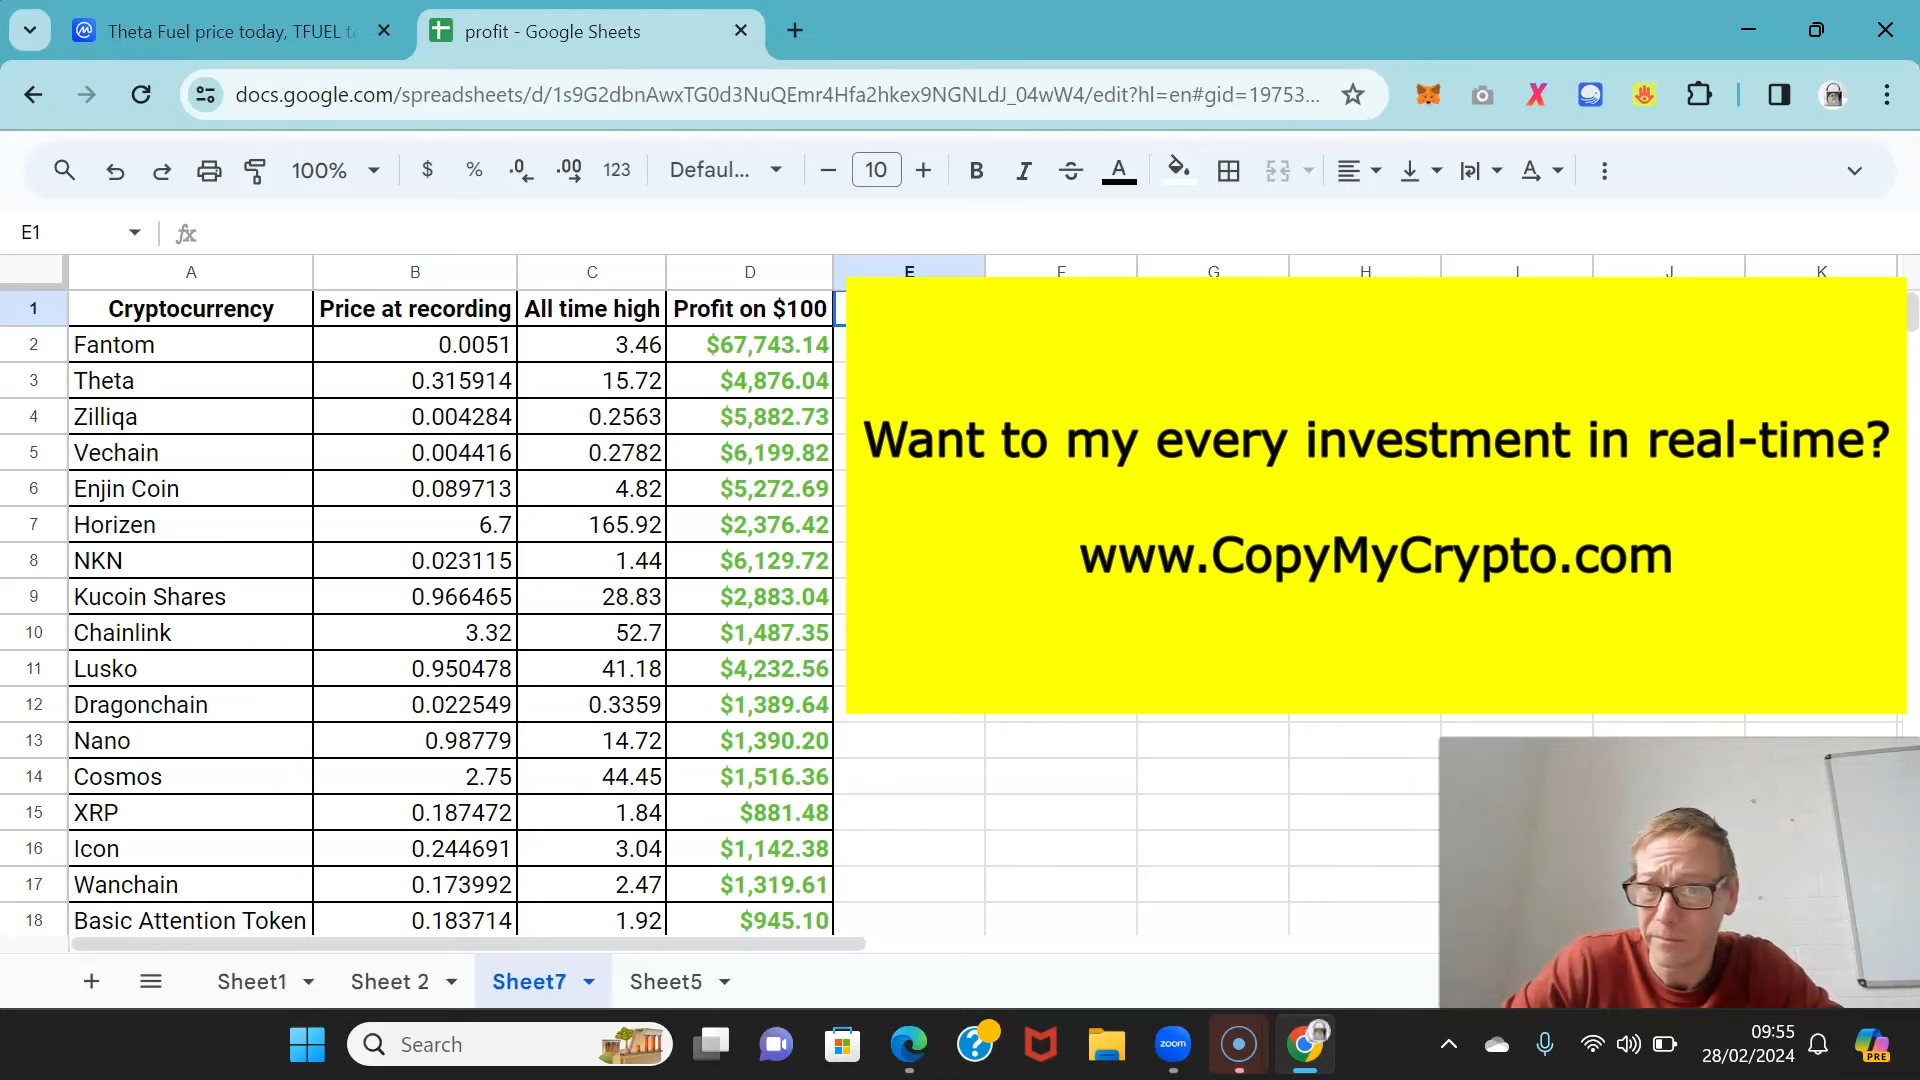 Theta Fuel price today, TFUEL to
profit - Google Sheets
docs.google.com/spreadsheets/d/1s9G2dbnAwxTG0d3NuQEmr4Hfa2hkex9NGNLdJ_04wW4/edit?hl=en#gid=19753...
100% $ % .0 .00 123 Defaul... 10 B I A
E1 fx
A B C D E F G H I J K
1 Cryptocurrency Price at recording All time high Profit on $100
2 Fantom 0.0051 3.46 $67,743.14
3 Theta 0.315914 15.72 $4,876.04
4 Zilliqa 0.004284 0.2563 $5,882.73
5 Vechain 0.004416 0.2782 $6,199.82
6 Enjin Coin 0.089713 4.82 $5,272.69
7 Horizen 6.7 165.92 $2,376.42
8 NKN 0.023115 1.44 $6,129.72
9 Kucoin Shares 0.966465 28.83 $2,883.04
10 Chainlink 3.32 52.7 $1,487.35
11 Lusko 0.950478 41.18 $4,232.56
12 Dragonchain 0.022549 0.3359 $1,389.64
13 Nano 0.98779 14.72 $1,390.20
14 Cosmos 2.75 44.45 $1,516.36
15 XRP 0.187472 1.84 $881.48
16 Icon 0.244691 3.04 $1,142.38
17 Wanchain 0.173992 2.47 $1,319.61
18 Basic Attention Token 0.183714 1.92 $945.10
Want to my every investment in real-time?
www.CopyMyCrypto.com
Sheet1 Sheet 2 Sheet7 Sheet5
Search
zoom
09:55
28/02/2024
PRE